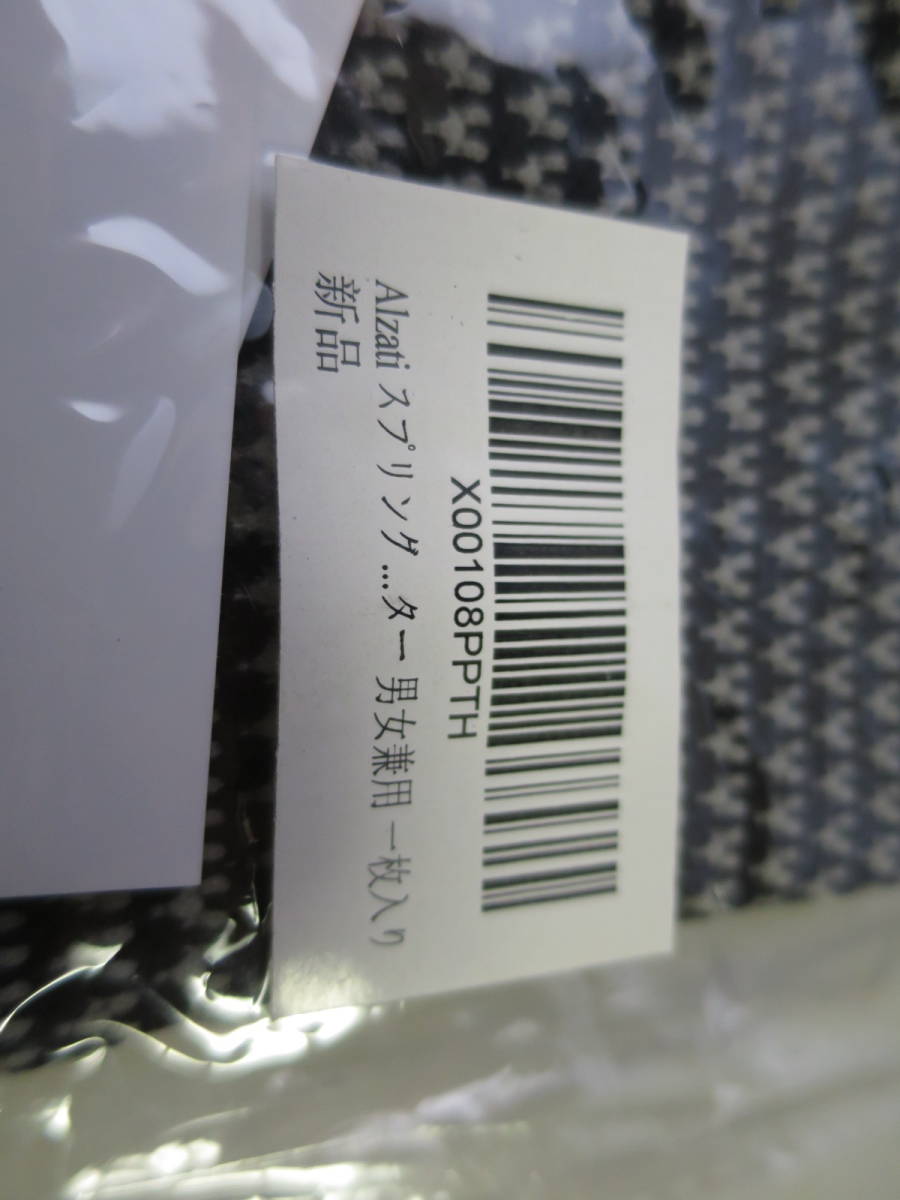 X00108PPTH
Alzati スプリング...ター 男女兼用 一枚入り
新品